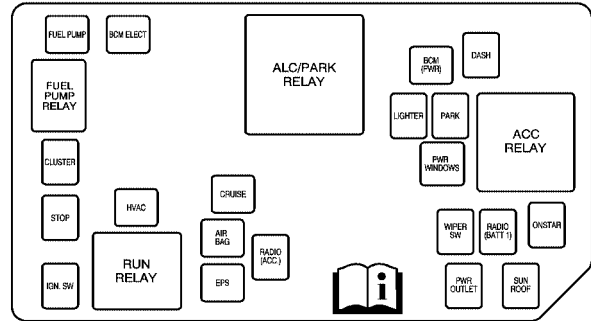 FUEL PUMP
BCM ELECT
ALC/PARK
RELAY
BCM
(PWR)
DASH
FUEL
PUMP
RELAY
LIGHTER
PARK
ACC
RELAY
CLUSTER
PWR
WINDOWS
STOP
HVAC
CRUISE
AIR
BAG
WIPER
SW
RADIO
(BATT 1)
ONSTAR
RUN
RELAY
RADIO
(ACC)
IGN. SW
EPS
i
PWR
OUTLET
SUN
ROOF